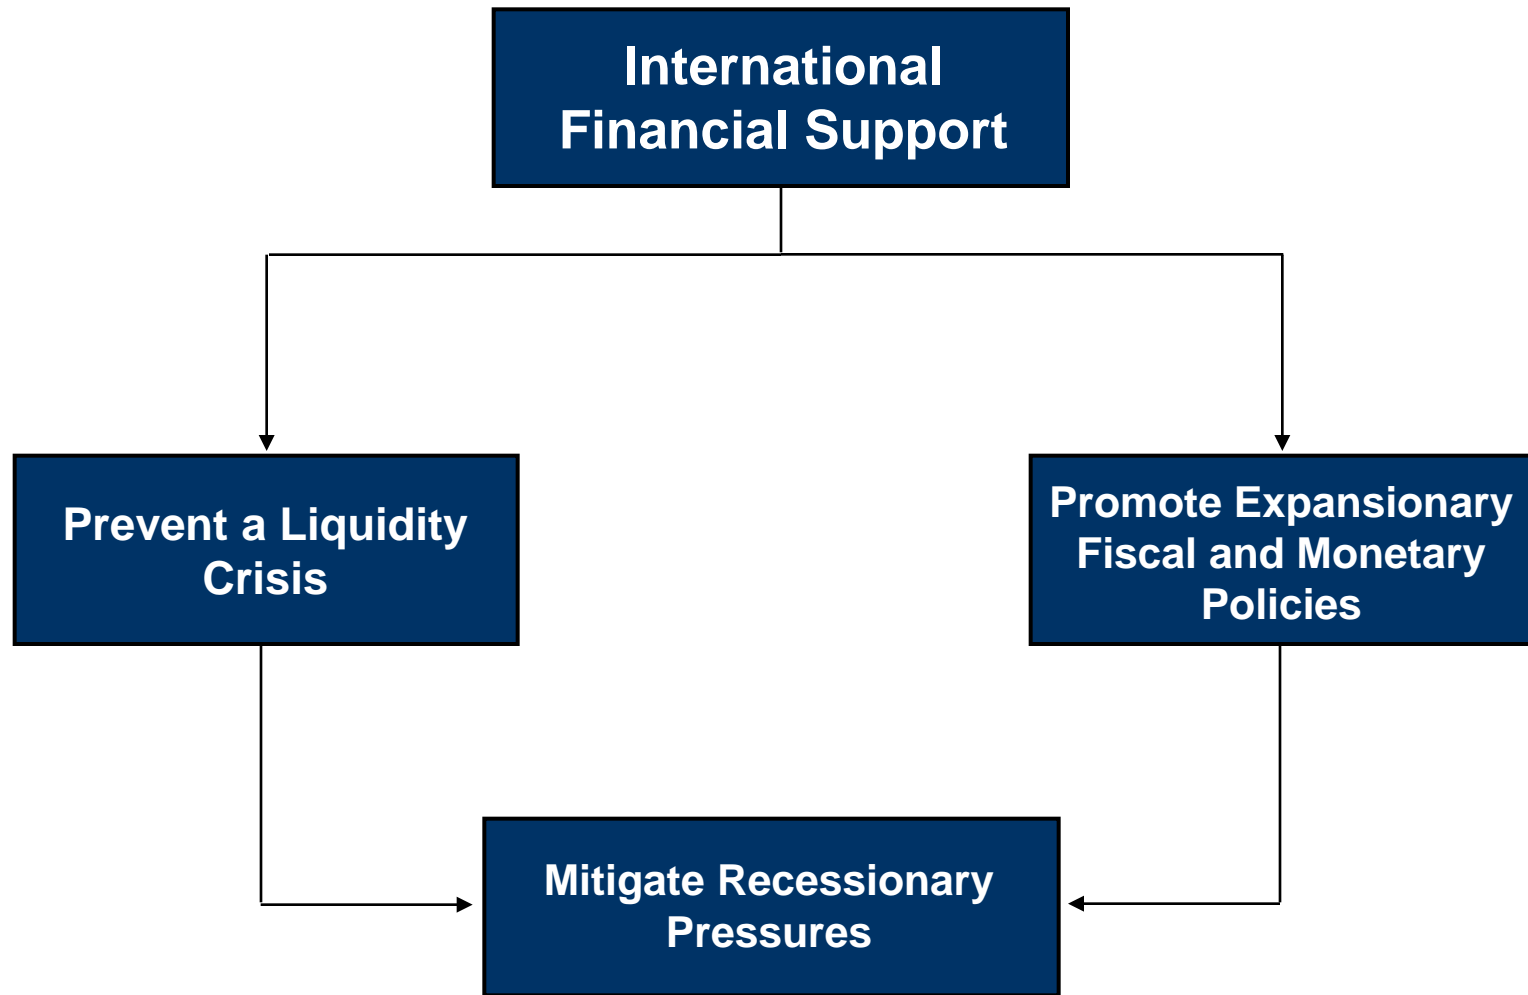 International
Financial Support
Prevent a Liquidity
Crisis
Promote Expansionary
Fiscal and Monetary
Policies
Mitigate Recessionary
Pressures